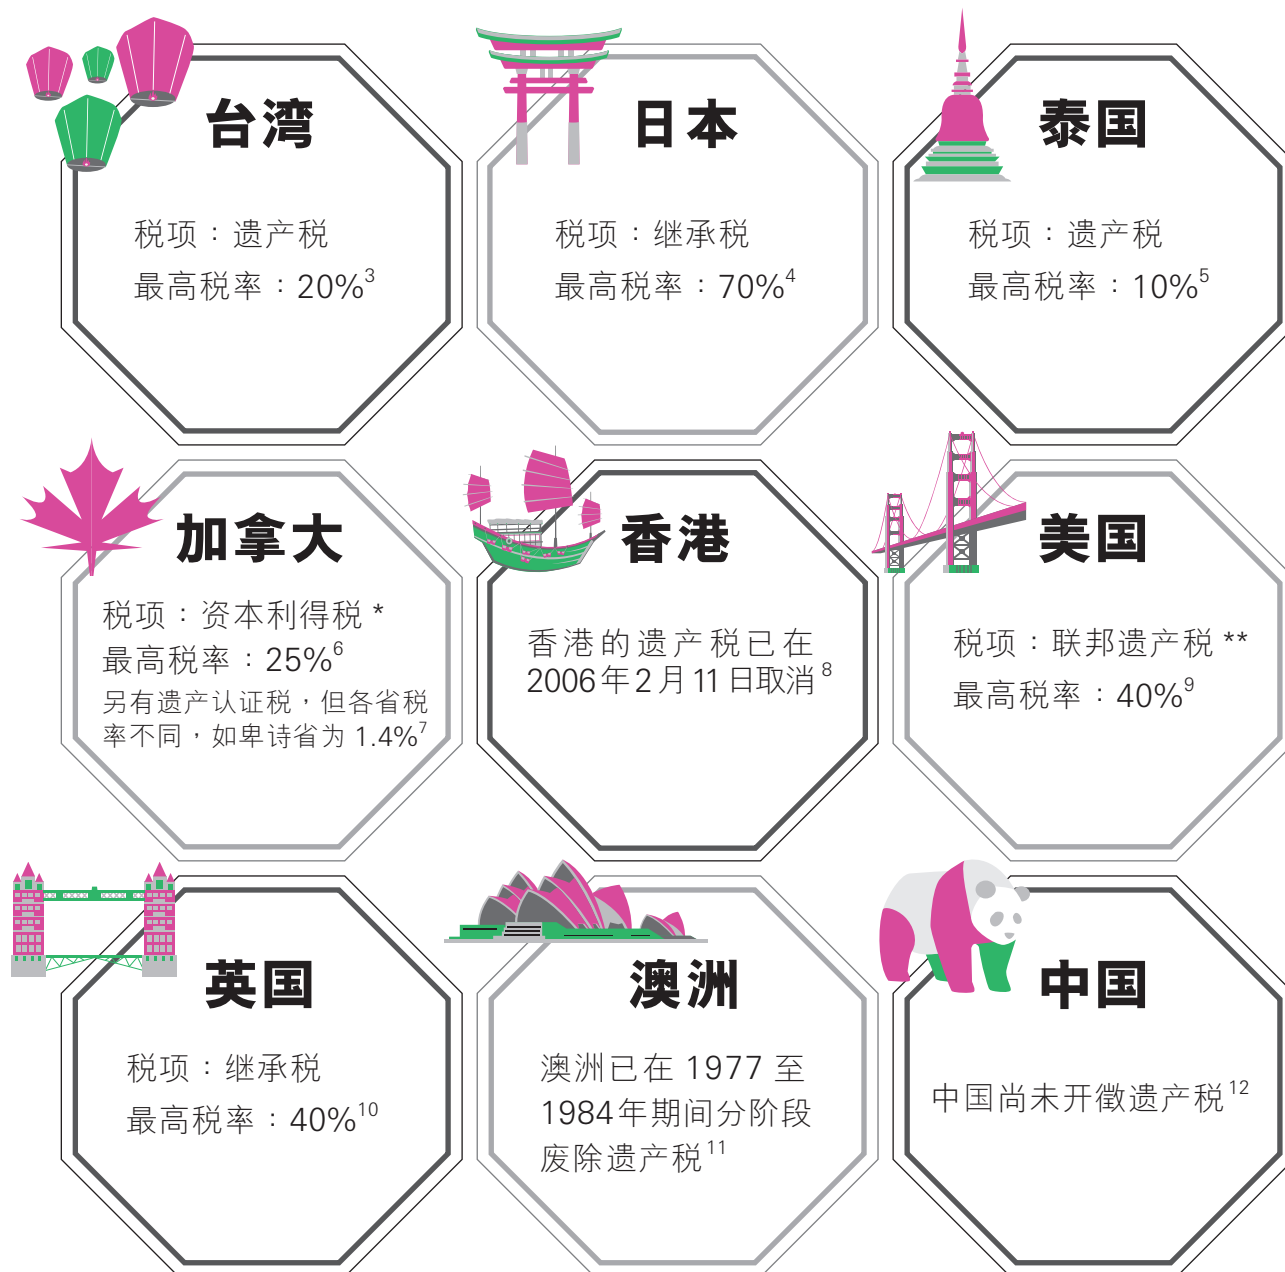 台湾
税项：遗产税
最高税率：20%3
日本
税项：继承税
最高税率：70%4
泰国
税项：遗产税
最高税率：10%5
加拿大
税项：资本利得税 *
最高税率：25%6
另有遗产认证税，但各省税
率不同，如卑诗省为 1.4%7
香港
香港的遗产税已在
2006年2月11日取消8
美国
税项：联邦遗产税 **
最高税率：40%9
英国
税项：继承税
最高税率：40%10
澳洲
澳洲已在 1977 至
1984年期间分阶段
废除遗产税11
中国
中国尚未开徵遗产税12